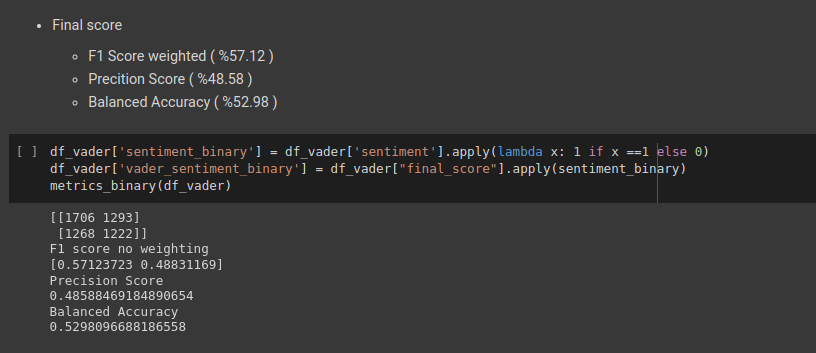 Final score
F1 Score weighted ( %57.12 )
Precition Score ( %48.58 )
Balanced Accuracy ( %52.98 )
[ ] df_vader['sentiment_binary'] = df_vader['sentiment'].apply(lambda x: 1 if x ==1 else 0)
df_vader['vader_sentiment_binary'] = df_vader["final_score"].apply(sentiment_binary)
metrics_binary(df_vader)
[[1706 1293]
 [1268 1222]]
F1 score no weighting
[0.57123723 0.48831169]
Precision Score
0.48588469184890654
Balanced Accuracy
0.5298096688186558